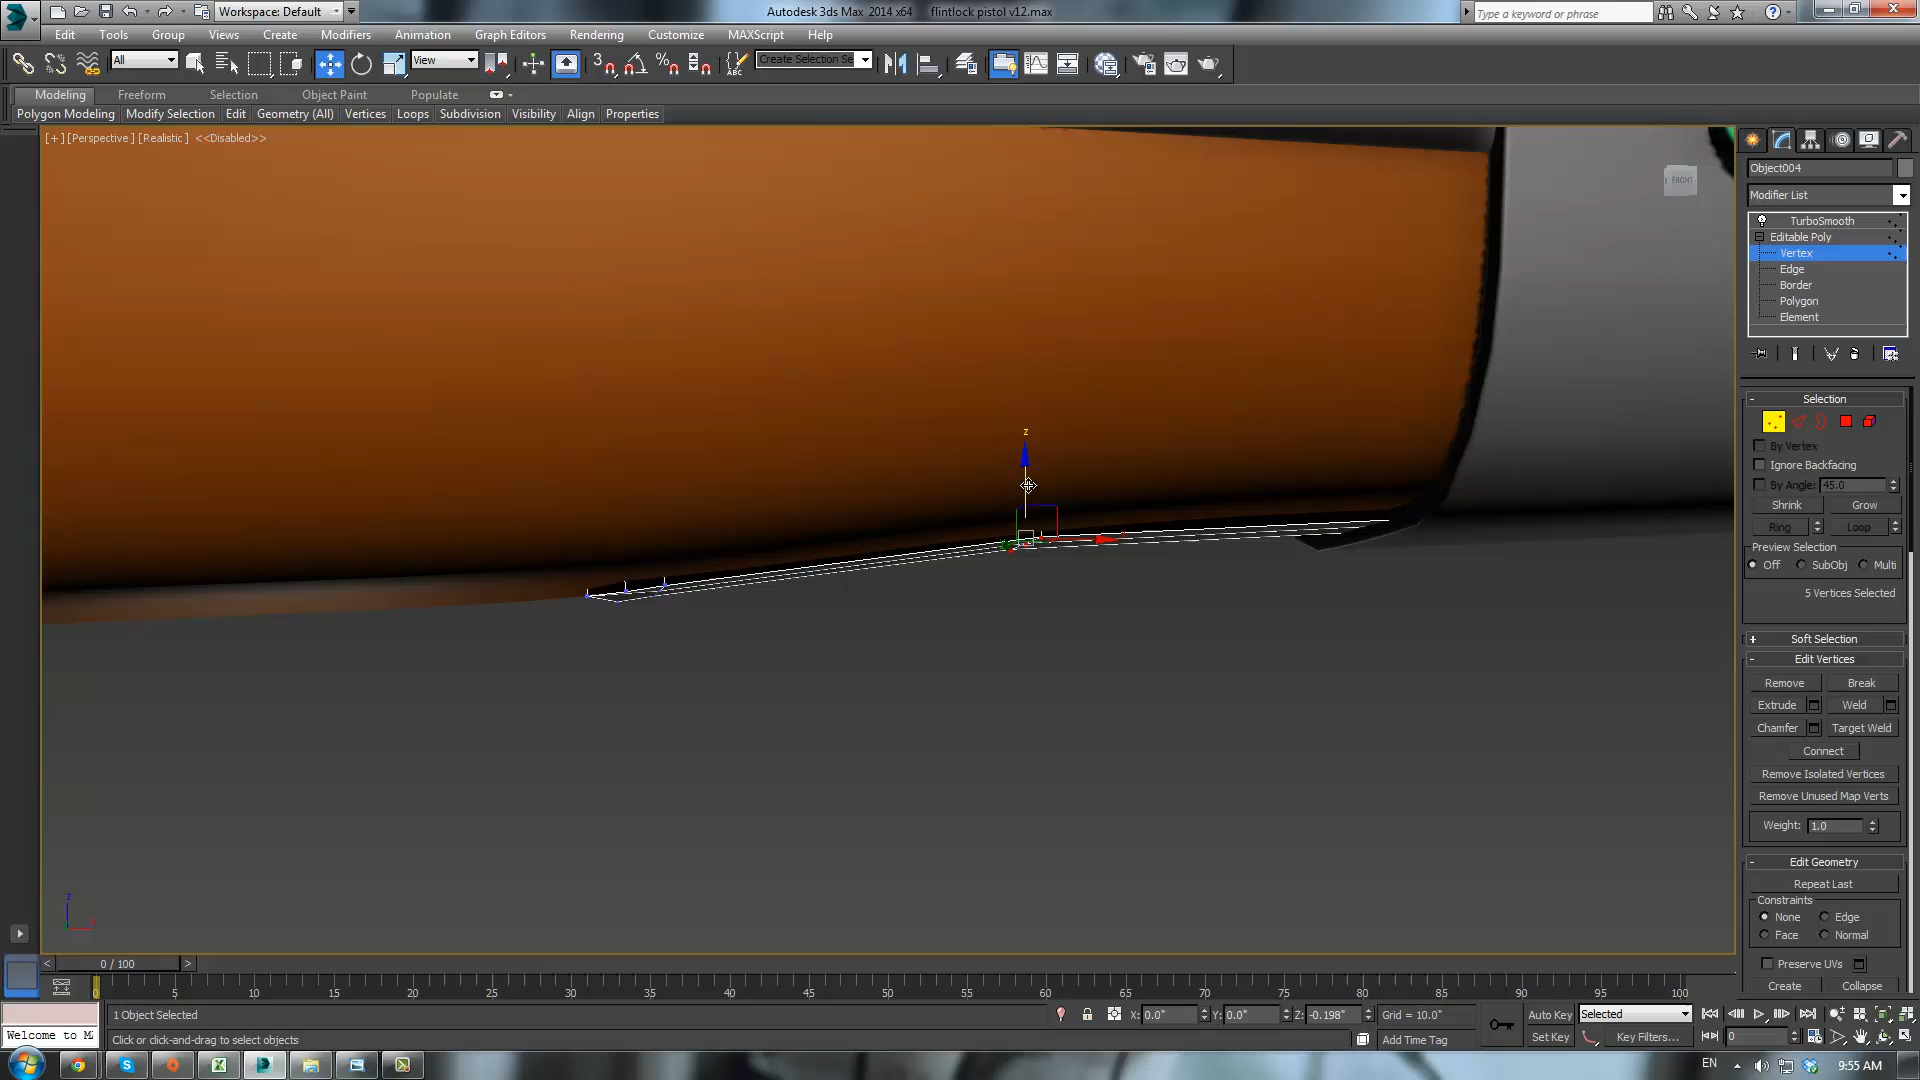 Workspace: Default
Autodesk 3ds Max  2014 x64    flintlock pistol v12.max
Type a keyword or phrase
Edit Tools Group Views Create Modifiers Animation Graph Editors Rendering Customize MAXScript Help
All View 3 Create Selection Se
Modeling Freeform Selection Object Paint Populate
Polygon Modeling Modify Selection Edit Geometry (All) Vertices Loops Subdivision Visibility Align Properties
[+][Perspective][Realistic] <<Disabled>>
FRONT
Object004
Modifier List
TurboSmooth
Editable Poly
Vertex
Edge
Border
Polygon
Element
Selection
By Vertex
Ignore Backfacing
By Angle: 45.0
Shrink Grow
Ring Loop
Preview Selection
Off SubObj Multi
5 Vertices Selected
Soft Selection
Edit Vertices
Remove Break
Extrude Weld
Chamfer Target Weld
Connect
Remove Isolated Vertices
Remove Unused Map Verts
Weight: 1.0
Edit Geometry
Repeat Last
Constraints
None Edge
Face Normal
Preserve UVs
Create Collapse
z
z
< 0 / 100 >
0 5 10 15 20 25 30 35 40 45 50 55 60 65 70 75 80 85 90 95 100
1 Object Selected X: 0.0" Y: 0.0" Z: -0.198" Grid = 10.0" Auto Key Selected
Welcome to Mi Click or click-and-drag to select objects Add Time Tag Set Key Key Filters... 0
EN 9:55 AM